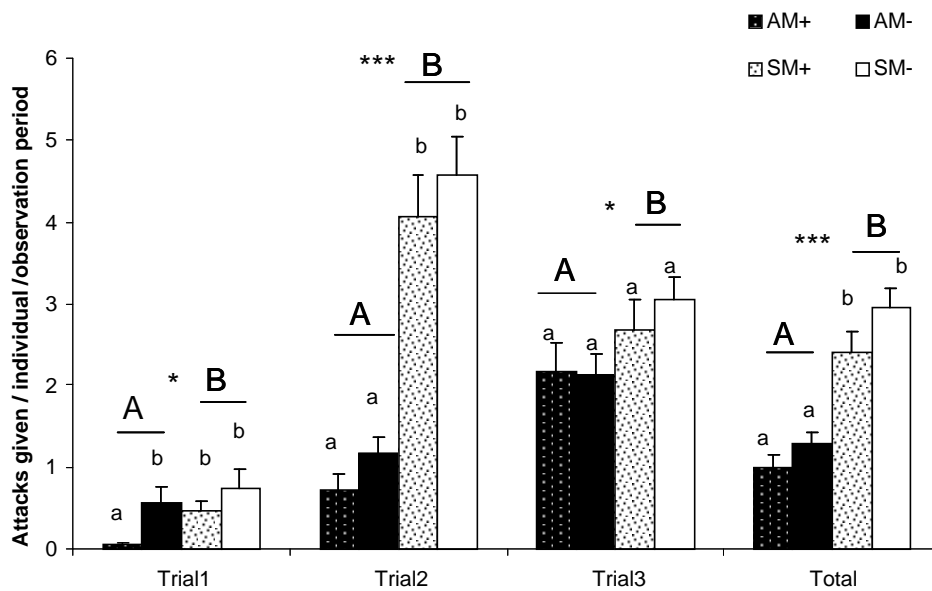 AM+ AM-
SM+ SM-
Attacks given / individual /observation period
6
5
4
3
2
1
0
*** B
b b
A
a a
* B
A
a b b b
* B
A
a a a a
*** B
b b
A
a a
Trial1 Trial2 Trial3 Total